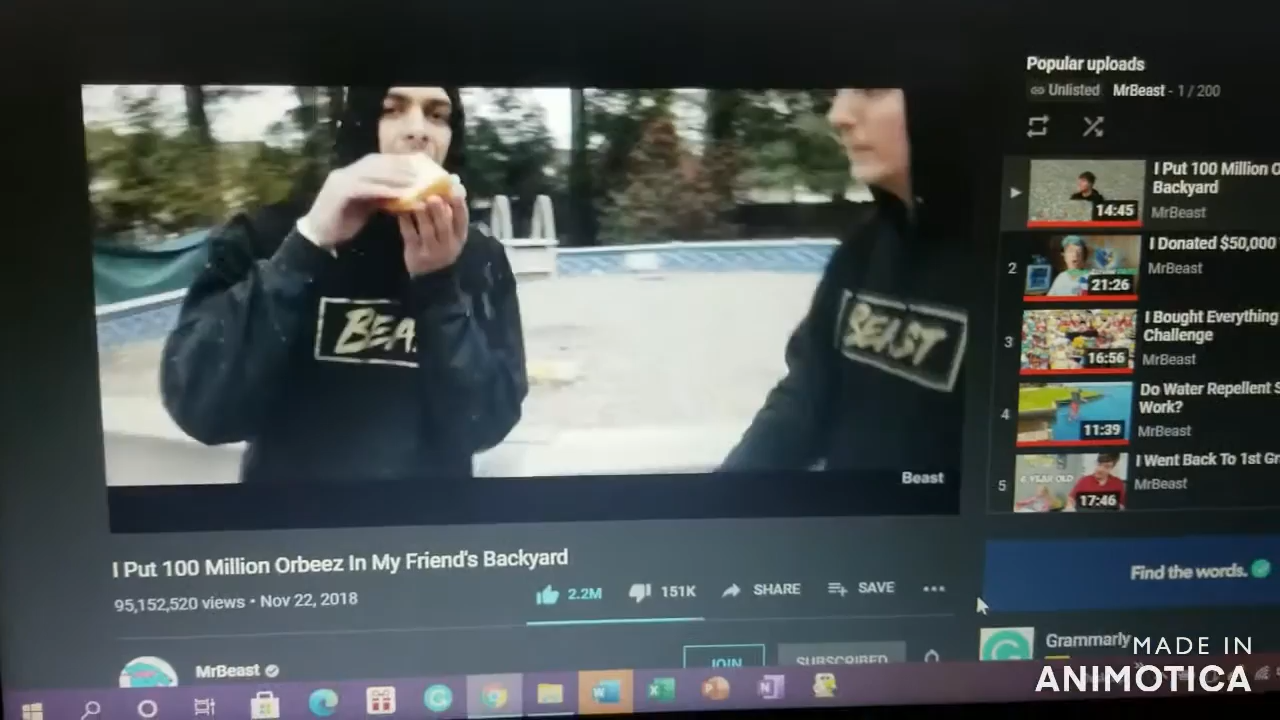 BEA
BEAST
Beast
I Put 100 Million Orbeez In My Friend's Backyard
95,152,520 views • Nov 22, 2018
2.2M
151K
SHARE
SAVE
MrBeast
JOIN
SUBSCRIBED
Popular uploads
Unlisted MrBeast - 1 / 200
I Put 100 Million O
Backyard
MrBeast
14:45
2
I Donated $50,000
MrBeast
21:26
3
I Bought Everything
Challenge
MrBeast
16:56
4
Do Water Repellent S
Work?
MrBeast
11:39
5
I Went Back To 1st Gr
MrBeast
17:46
Find the words.
Grammarly
MADE IN
ANIMOTICA